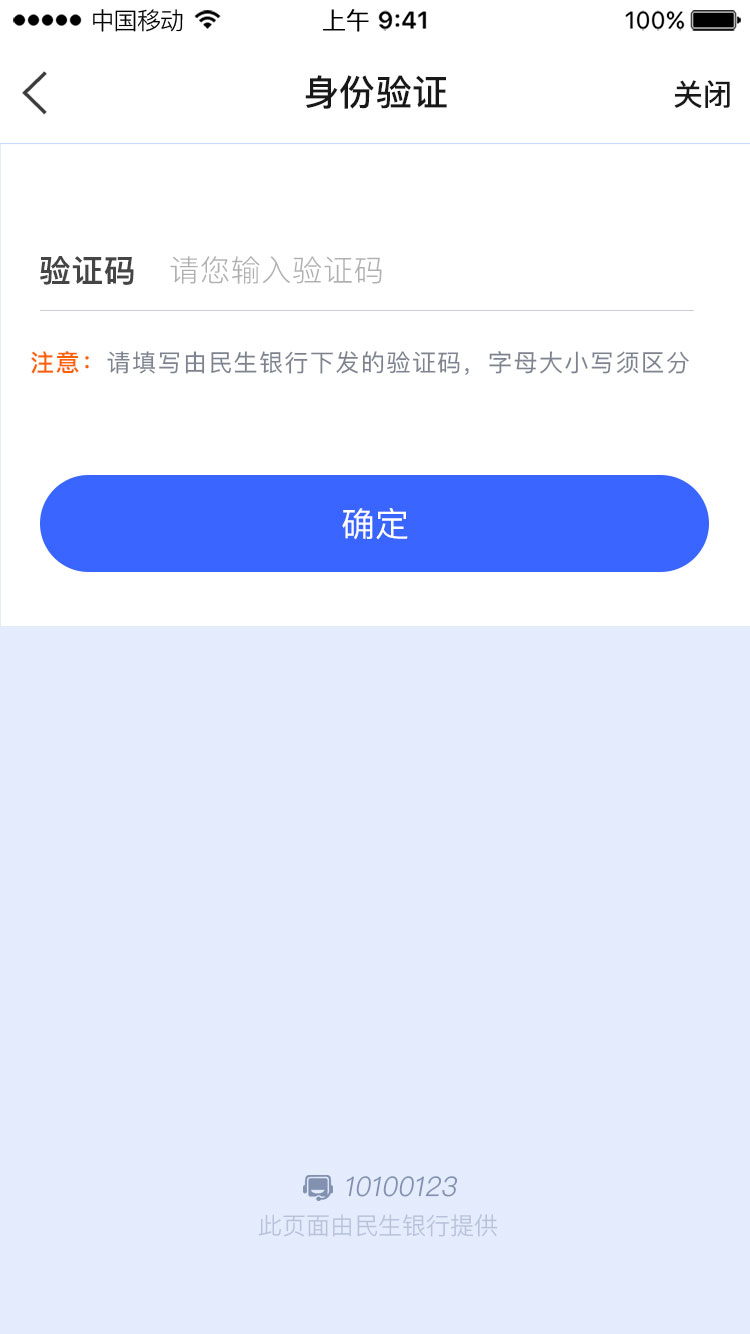 中国移动 上午 9:41 100%
身份验证 关闭
验证码 请您输入验证码
注意：请填写由民生银行下发的验证码，字母大小写须区分
确定
10100123
此页面由民生银行提供